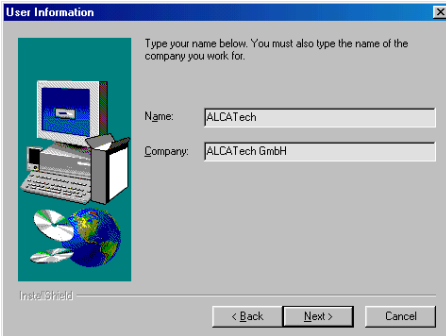 User Information
Type your name below. You must also type the name of the
company you work for.
Name: ALCATech
Company: ALCATech GmbH
InstallShield
< Back Next > Cancel